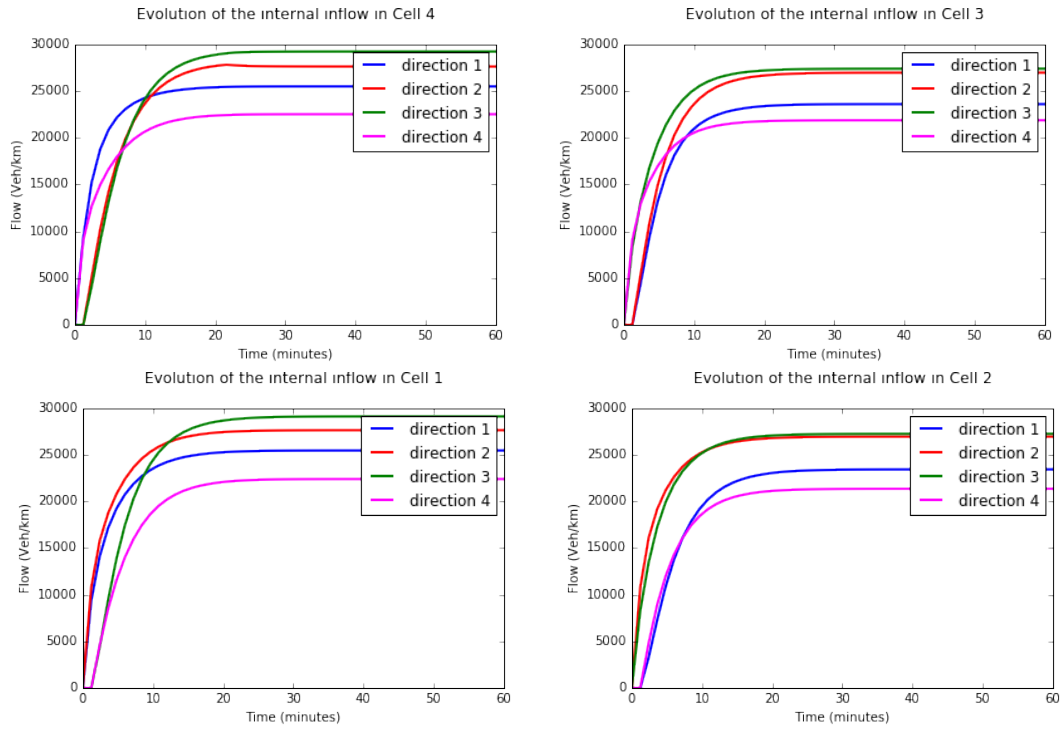 Evolution of the internal inflow in Cell 4
Flow (Veh/km)
30000
25000
20000
15000
10000
5000
0
direction 1
direction 2
direction 3
direction 4
0 10 20 30 40 50 60
Time (minutes)
Evolution of the internal inflow in Cell 3
Flow (Veh/km)
30000
25000
20000
15000
10000
5000
0
direction 1
direction 2
direction 3
direction 4
0 10 20 30 40 50 60
Time (minutes)
Evolution of the internal inflow in Cell 1
Flow (Veh/km)
30000
25000
20000
15000
10000
5000
0
direction 1
direction 2
direction 3
direction 4
0 10 20 30 40 50 60
Time (minutes)
Evolution of the internal inflow in Cell 2
Flow (Veh/km)
30000
25000
20000
15000
10000
5000
0
direction 1
direction 2
direction 3
direction 4
0 10 20 30 40 50 60
Time (minutes)